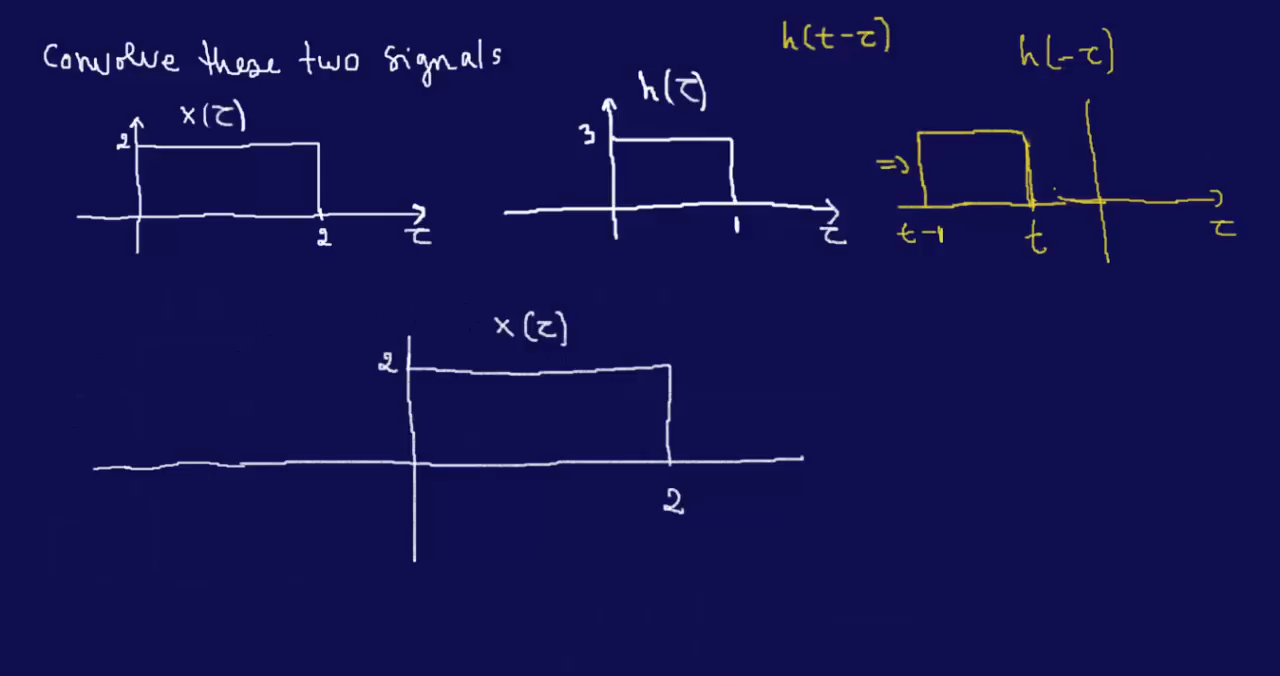 Convolve these two signals
h(t-τ)
h(-τ)
x(τ)
h(τ)
2
3
=>
2
τ
1
τ
t-1
t
τ
x(τ)
2
2